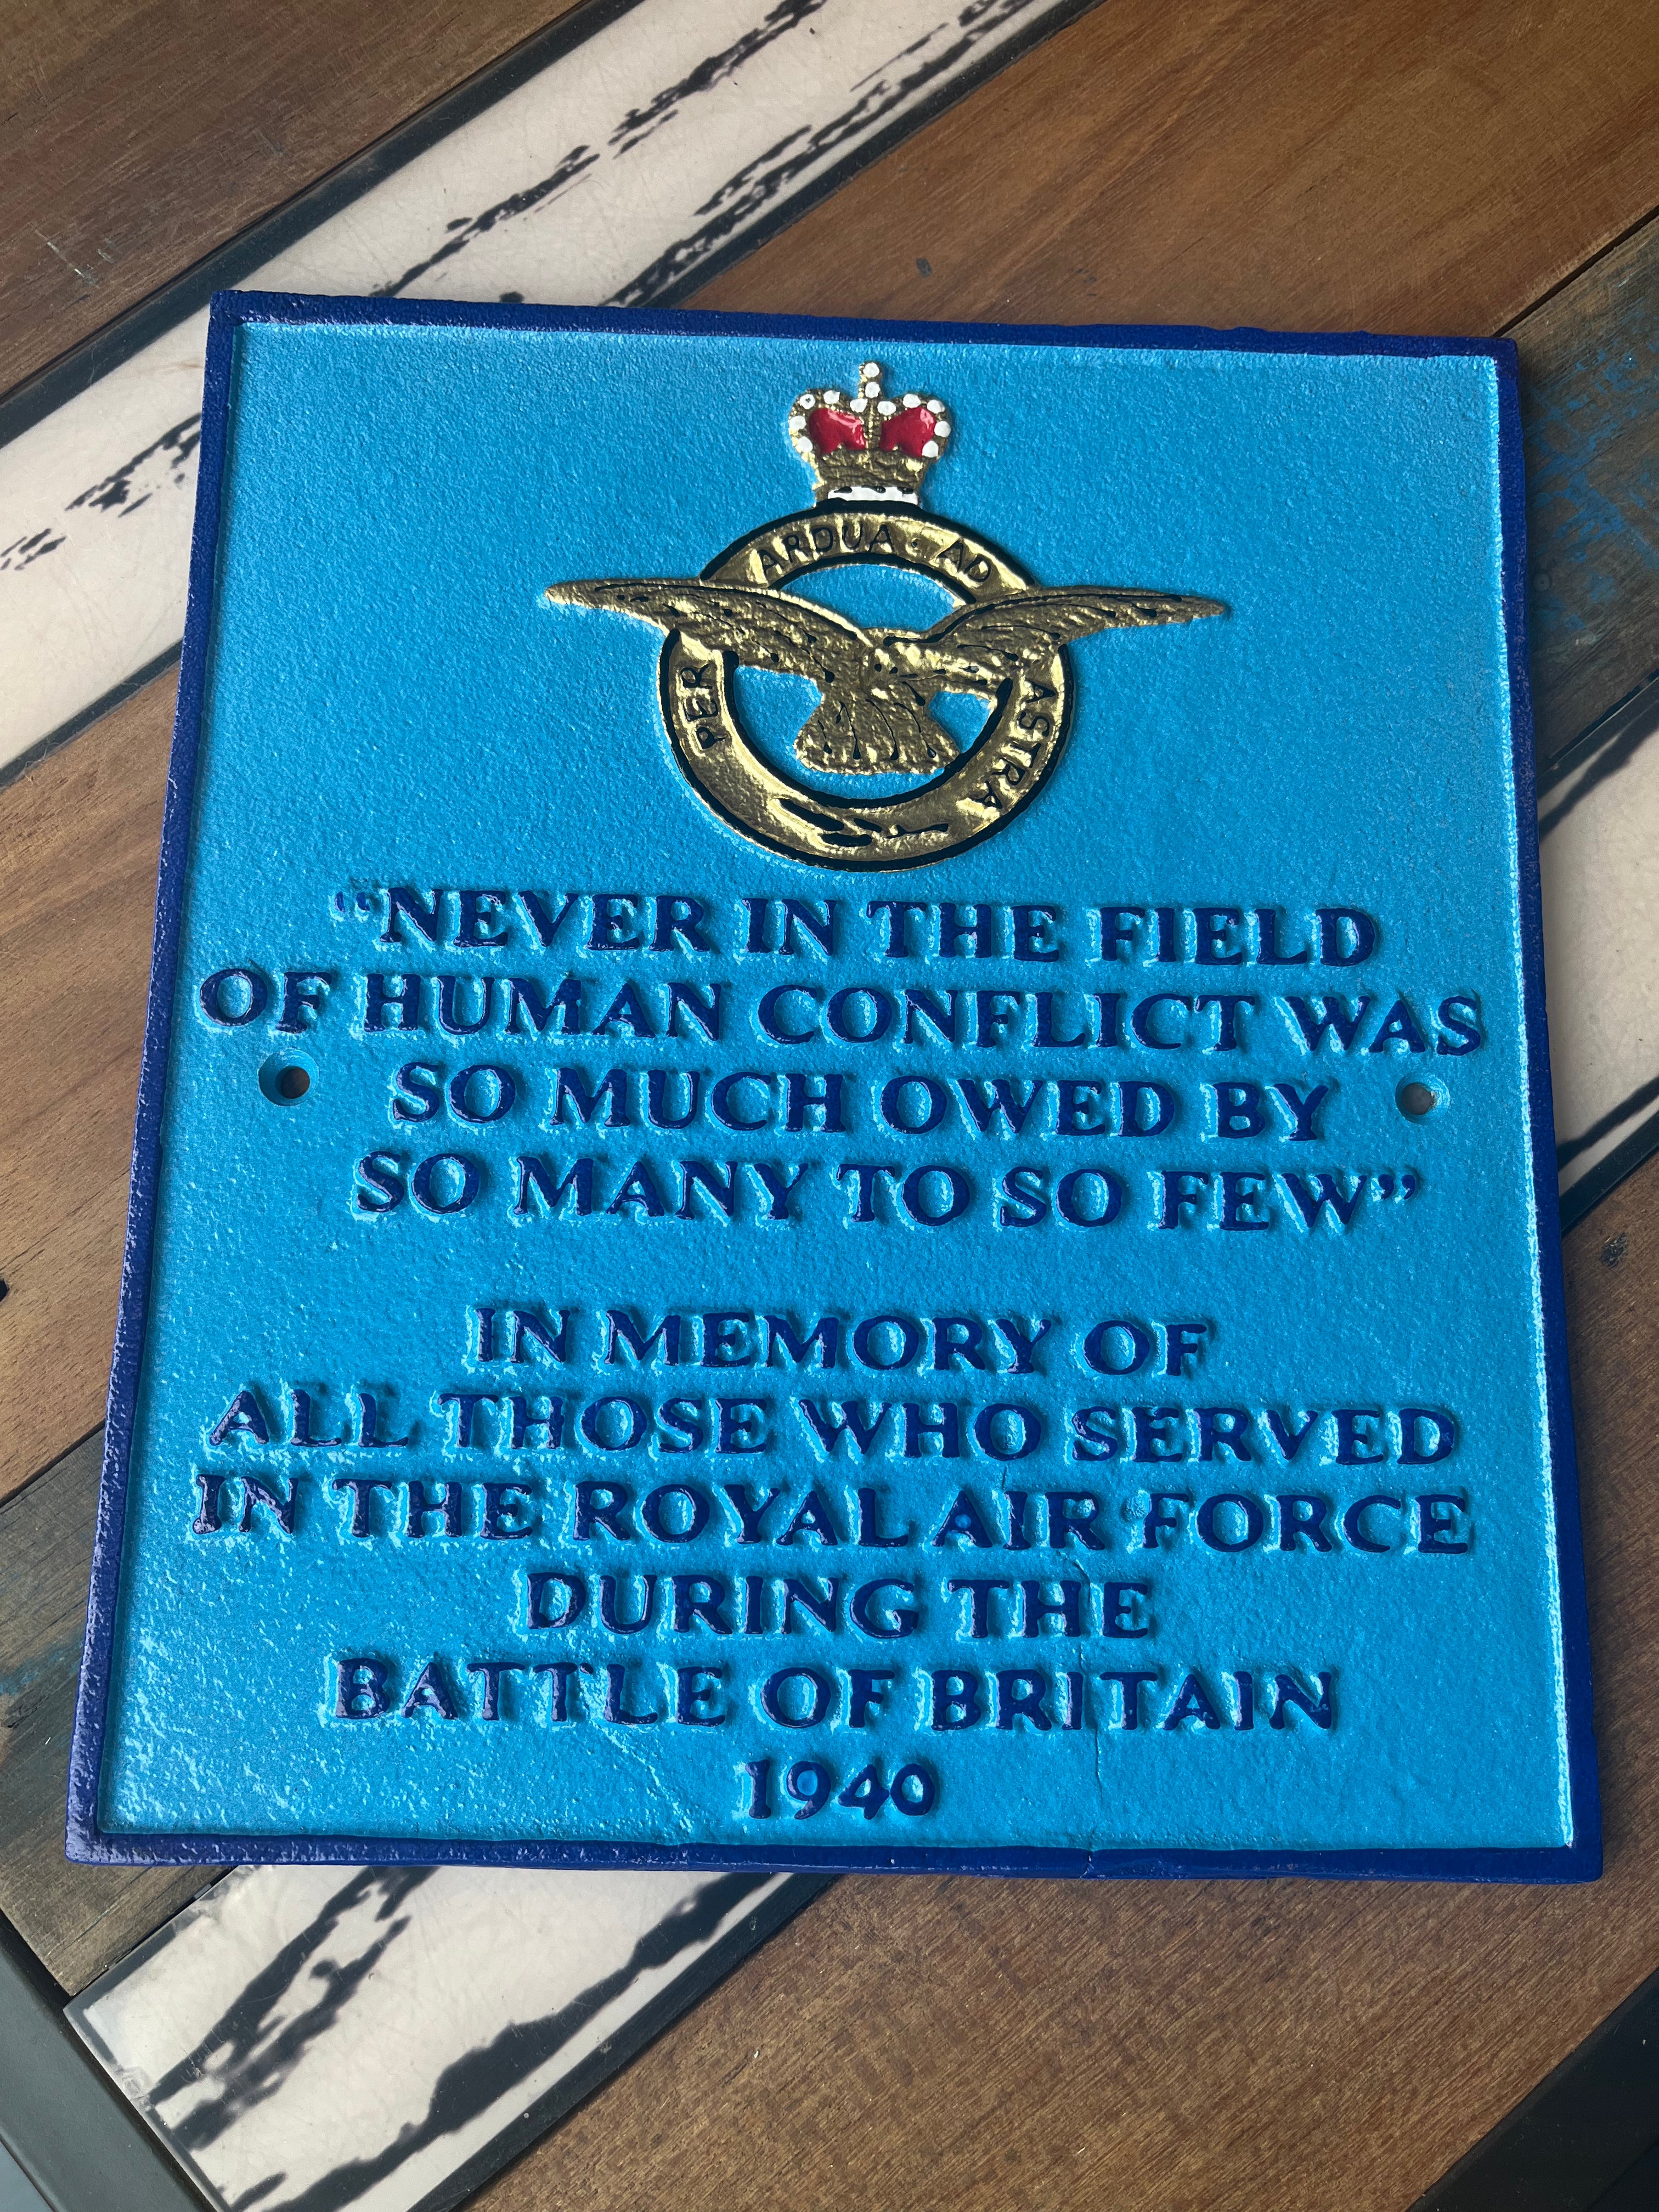 PER ARDUA · AD ASTRA
“NEVER IN THE FIELD
OF HUMAN CONFLICT WAS
SO MUCH OWED BY
SO MANY TO SO FEW”
IN MEMORY OF
ALL THOSE WHO SERVED
IN THE ROYAL AIR FORCE
DURING THE
BATTLE OF BRITAIN
1940